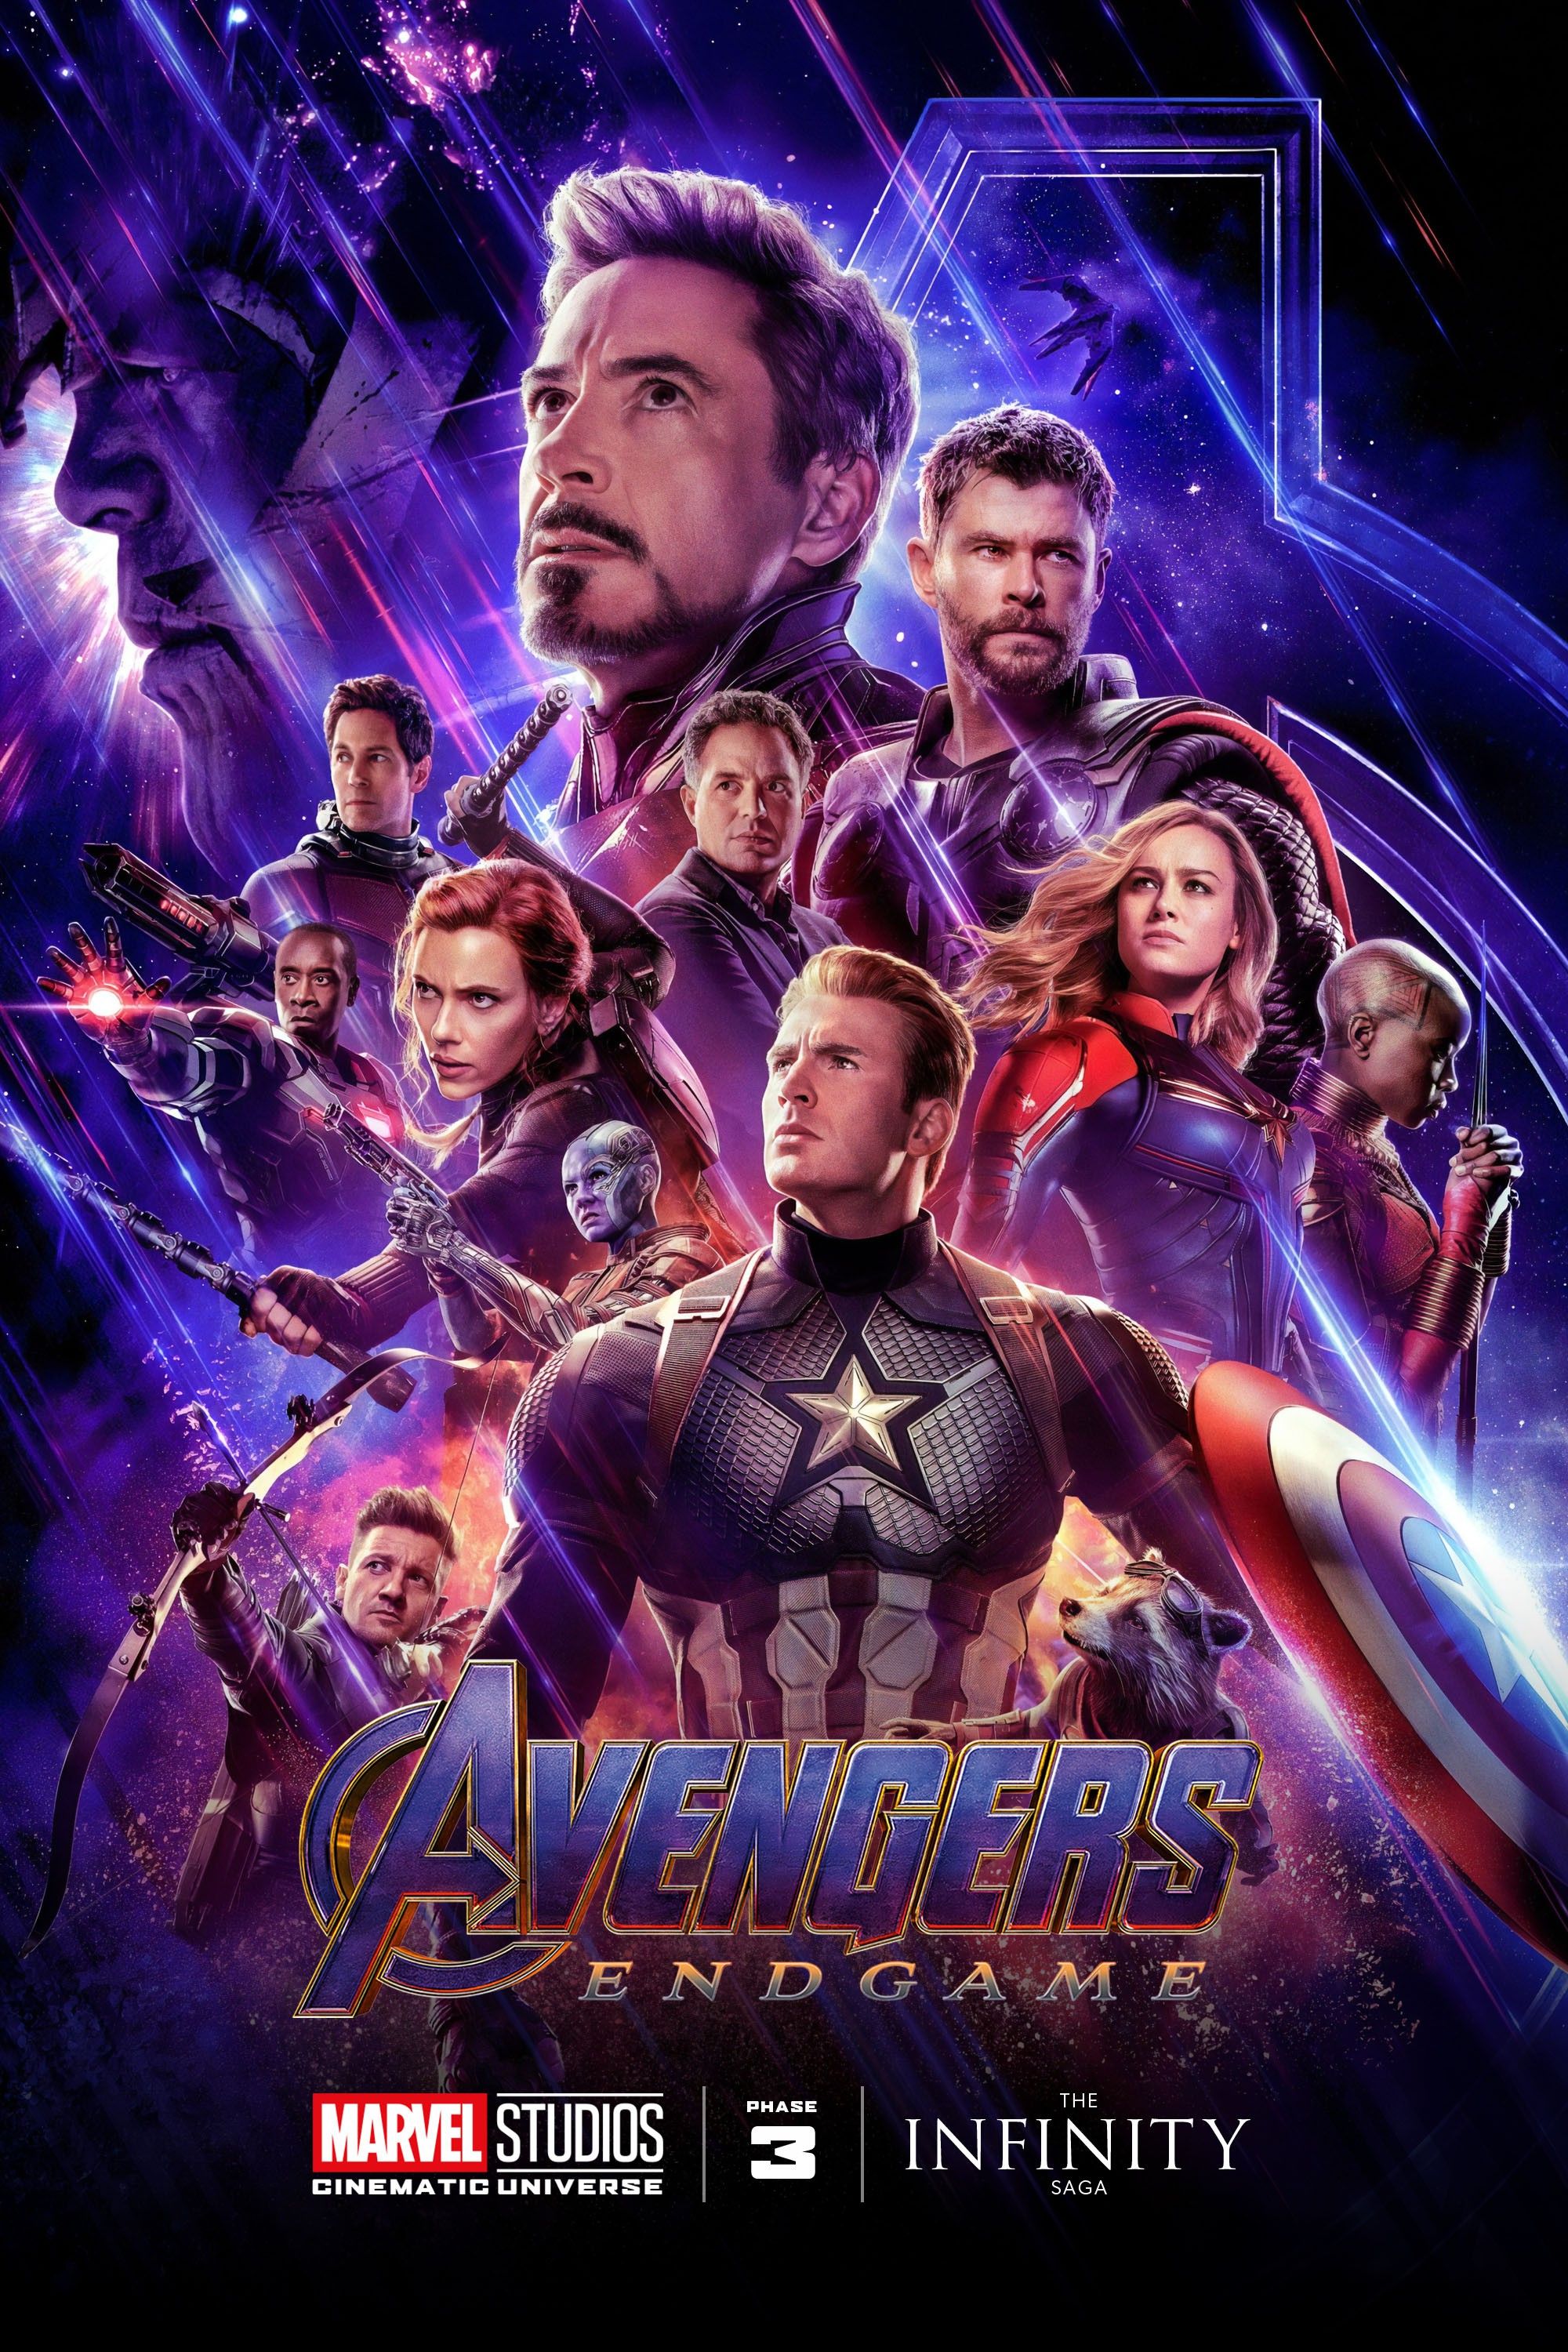 AVENGERS
ENDGAME
MARVEL STUDIOS
CINEMATIC UNIVERSE
PHASE
3
THE
INFINITY
SAGA